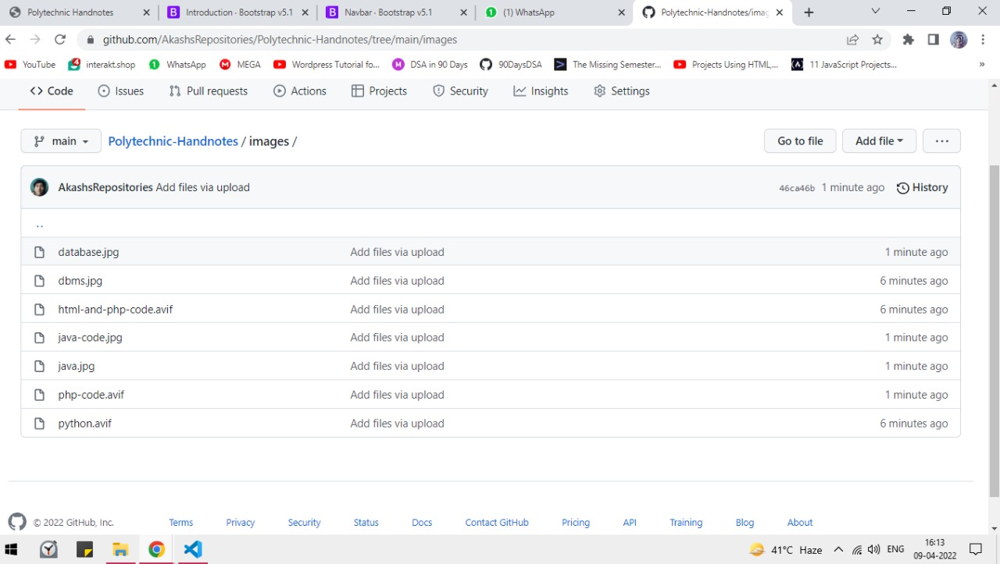 Polytechnic Handnotes
Introduction · Bootstrap v5.1
Navbar · Bootstrap v5.1
(1) WhatsApp
Polytechnic-Handnotes/imag
github.com/AkashsRepositories/Polytechnic-Handnotes/tree/main/images
YouTube interakt.shop WhatsApp MEGA Wordpress Tutorial fo... DSA in 90 Days 90DaysDSA The Missing Semester... Projects Using HTML,... 11 JavaScript Projects... »
Code Issues Pull requests Actions Projects Security Insights Settings
main Polytechnic-Handnotes / images / Go to file Add file ...
AkashsRepositories Add files via upload 46ca46b 1 minute ago History
..
database.jpg Add files via upload 1 minute ago
dbms.jpg Add files via upload 6 minutes ago
html-and-php-code.avif Add files via upload 6 minutes ago
java-code.jpg Add files via upload 1 minute ago
java.jpg Add files via upload 1 minute ago
php-code.avif Add files via upload 1 minute ago
python.avif Add files via upload 6 minutes ago
© 2022 GitHub, Inc. Terms Privacy Security Status Docs Contact GitHub Pricing API Training Blog About
41°C Haze ENG 16:13
09-04-2022